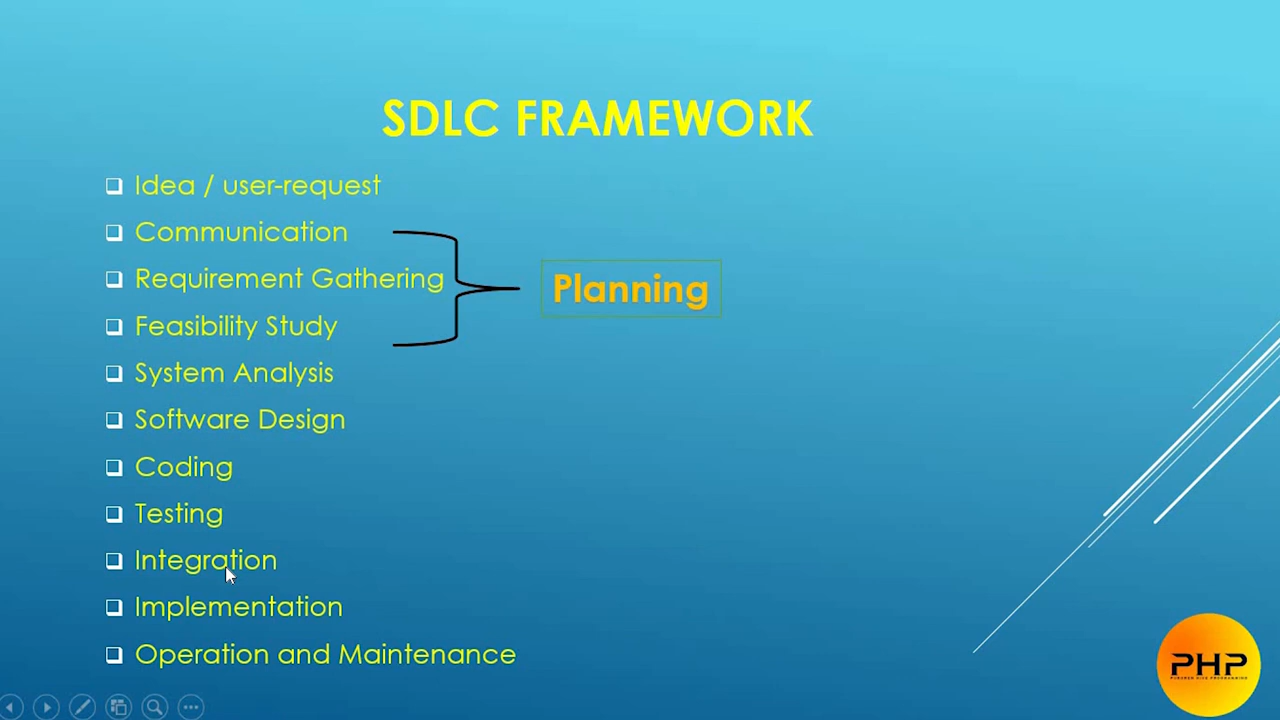 SDLC FRAMEWORK
Idea / user-request
Communication
Requirement Gathering
Feasibility Study
Planning
System Analysis
Software Design
Coding
Testing
Integration
Implementation
Operation and Maintenance
PHP